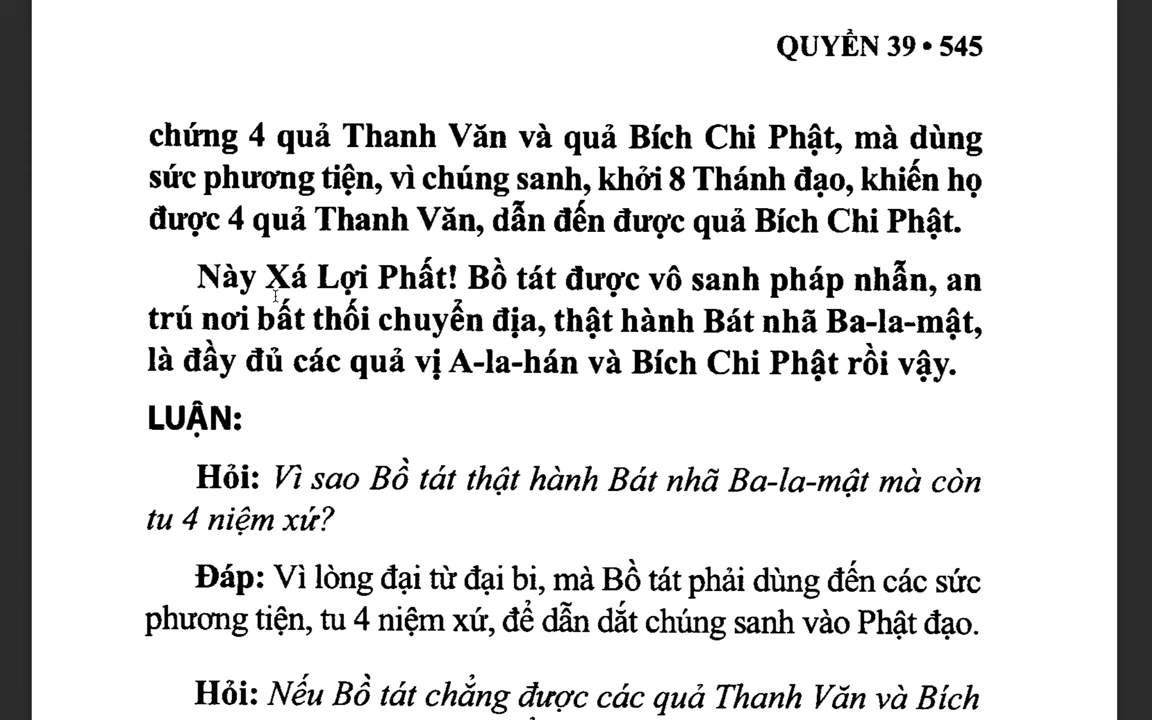 QUYỂN 39 • 545
chứng 4 quả Thanh Văn và quả Bích Chi Phật, mà dùng
sức phương tiện, vì chúng sanh, khởi 8 Thánh đạo, khiến họ
được 4 quả Thanh Văn, dẫn đến được quả Bích Chi Phật.
Này Xá Lợi Phất! Bồ tát được vô sanh pháp nhẫn, an
trú nơi bất thối chuyển địa, thật hành Bát nhã Ba-la-mật,
là đầy đủ các quả vị A-la-hán và Bích Chi Phật rồi vậy.
LUẬN:
Hỏi: Vì sao Bồ tát thật hành Bát nhã Ba-la-mật mà còn
tu 4 niệm xứ?
Đáp: Vì lòng đại từ đại bi, mà Bồ tát phải dùng đến các sức
phương tiện, tu 4 niệm xứ, để dẫn dắt chúng sanh vào Phật đạo.
Hỏi: Nếu Bồ tát chẳng được các quả Thanh Văn và Bích